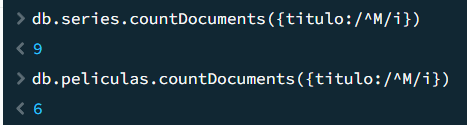 > db.series.countDocuments({titulo:/^M/i})
< 9
> db.peliculas.countDocuments({titulo:/^M/i})
< 6